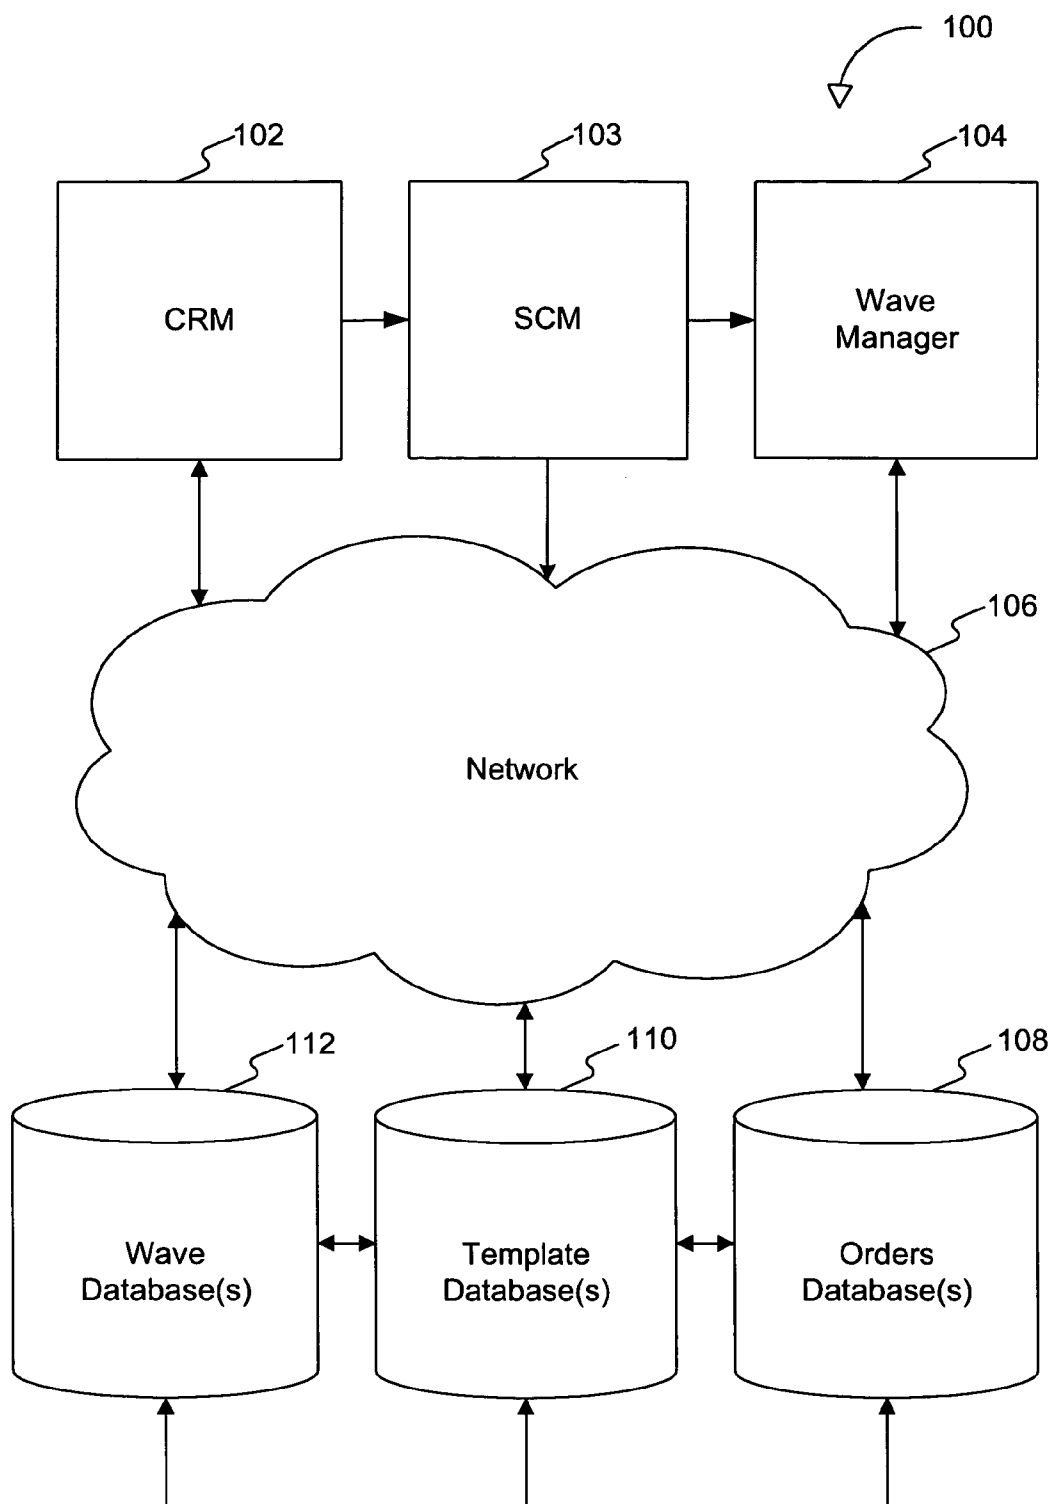 100
102
103
104
CRM
SCM
Wave
Manager
106
Network
112
110
108
Wave
Database(s)
Template
Database(s)
Orders
Database(s)